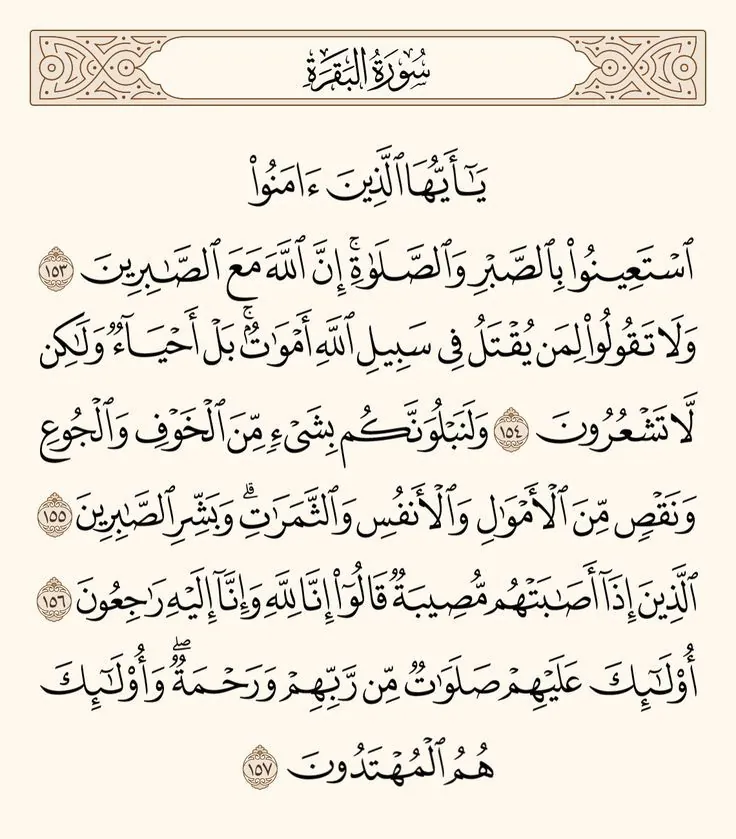 سُورَةُ البَقَرَةِ
يَـٰٓأَيُّهَا ٱلَّذِينَ ءَامَنُوا۟
ٱسْتَعِينُوا۟ بِٱلصَّبْرِ وَٱلصَّلَوٰةِ ۚ إِنَّ ٱللَّهَ مَعَ ٱلصَّـٰبِرِينَ ١٥٣
وَلَا تَقُولُوا۟ لِمَن يُقْتَلُ فِى سَبِيلِ ٱللَّهِ أَمْوَٰتٌۢ ۚ بَلْ أَحْيَآءٌ وَلَـٰكِن
لَّا تَشْعُرُونَ ١٥٤ وَلَنَبْلُوَنَّكُم بِشَىْءٍ مِّنَ ٱلْخَوْفِ وَٱلْجُوعِ
وَنَقْصٍ مِّنَ ٱلْأَمْوَٰلِ وَٱلْأَنفُسِ وَٱلثَّمَرَٰتِ ۗ وَبَشِّرِ ٱلصَّـٰبِرِينَ ١٥٥
ٱلَّذِينَ إِذَآ أَصَـٰبَتْهُم مُّصِيبَةٌ قَالُوٓا۟ إِنَّا لِلَّهِ وَإِنَّآ إِلَيْهِ رَٰجِعُونَ ١٥٦
أُو۟لَـٰٓئِكَ عَلَيْهِمْ صَلَوَٰتٌ مِّن رَّبِّهِمْ وَرَحْمَةٌ ۖ وَأُو۟لَـٰٓئِكَ
هُمُ ٱلْمُهْتَدُونَ ١٥٧